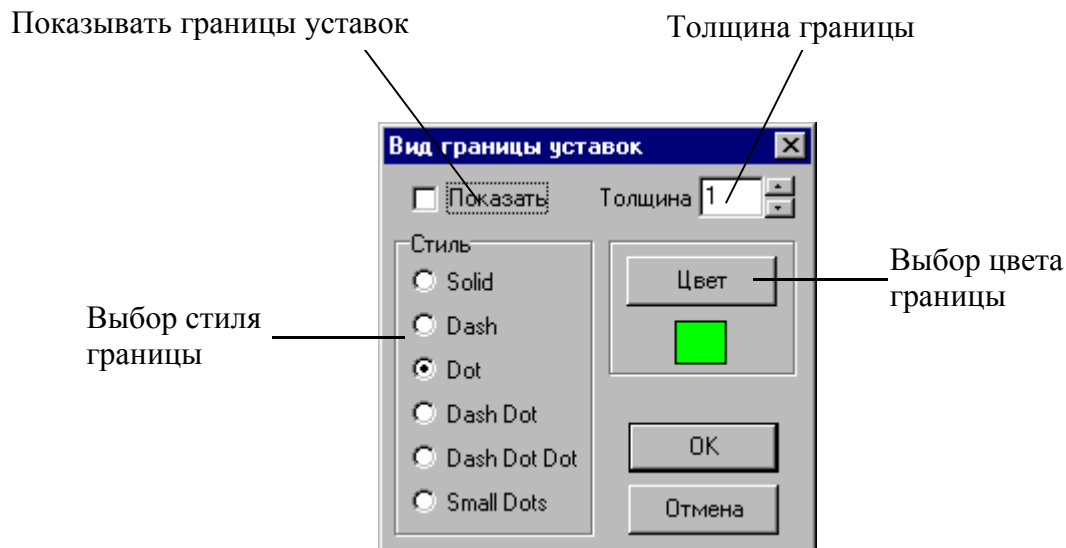 Показывать границы уставок
Толщина границы
Вид границы уставок
Показать
Толщина 1
Стиль
Solid
Dash
Dot
Dash Dot
Dash Dot Dot
Small Dots
Цвет
OK
Отмена
Выбор стиля
границы
Выбор цвета
границы